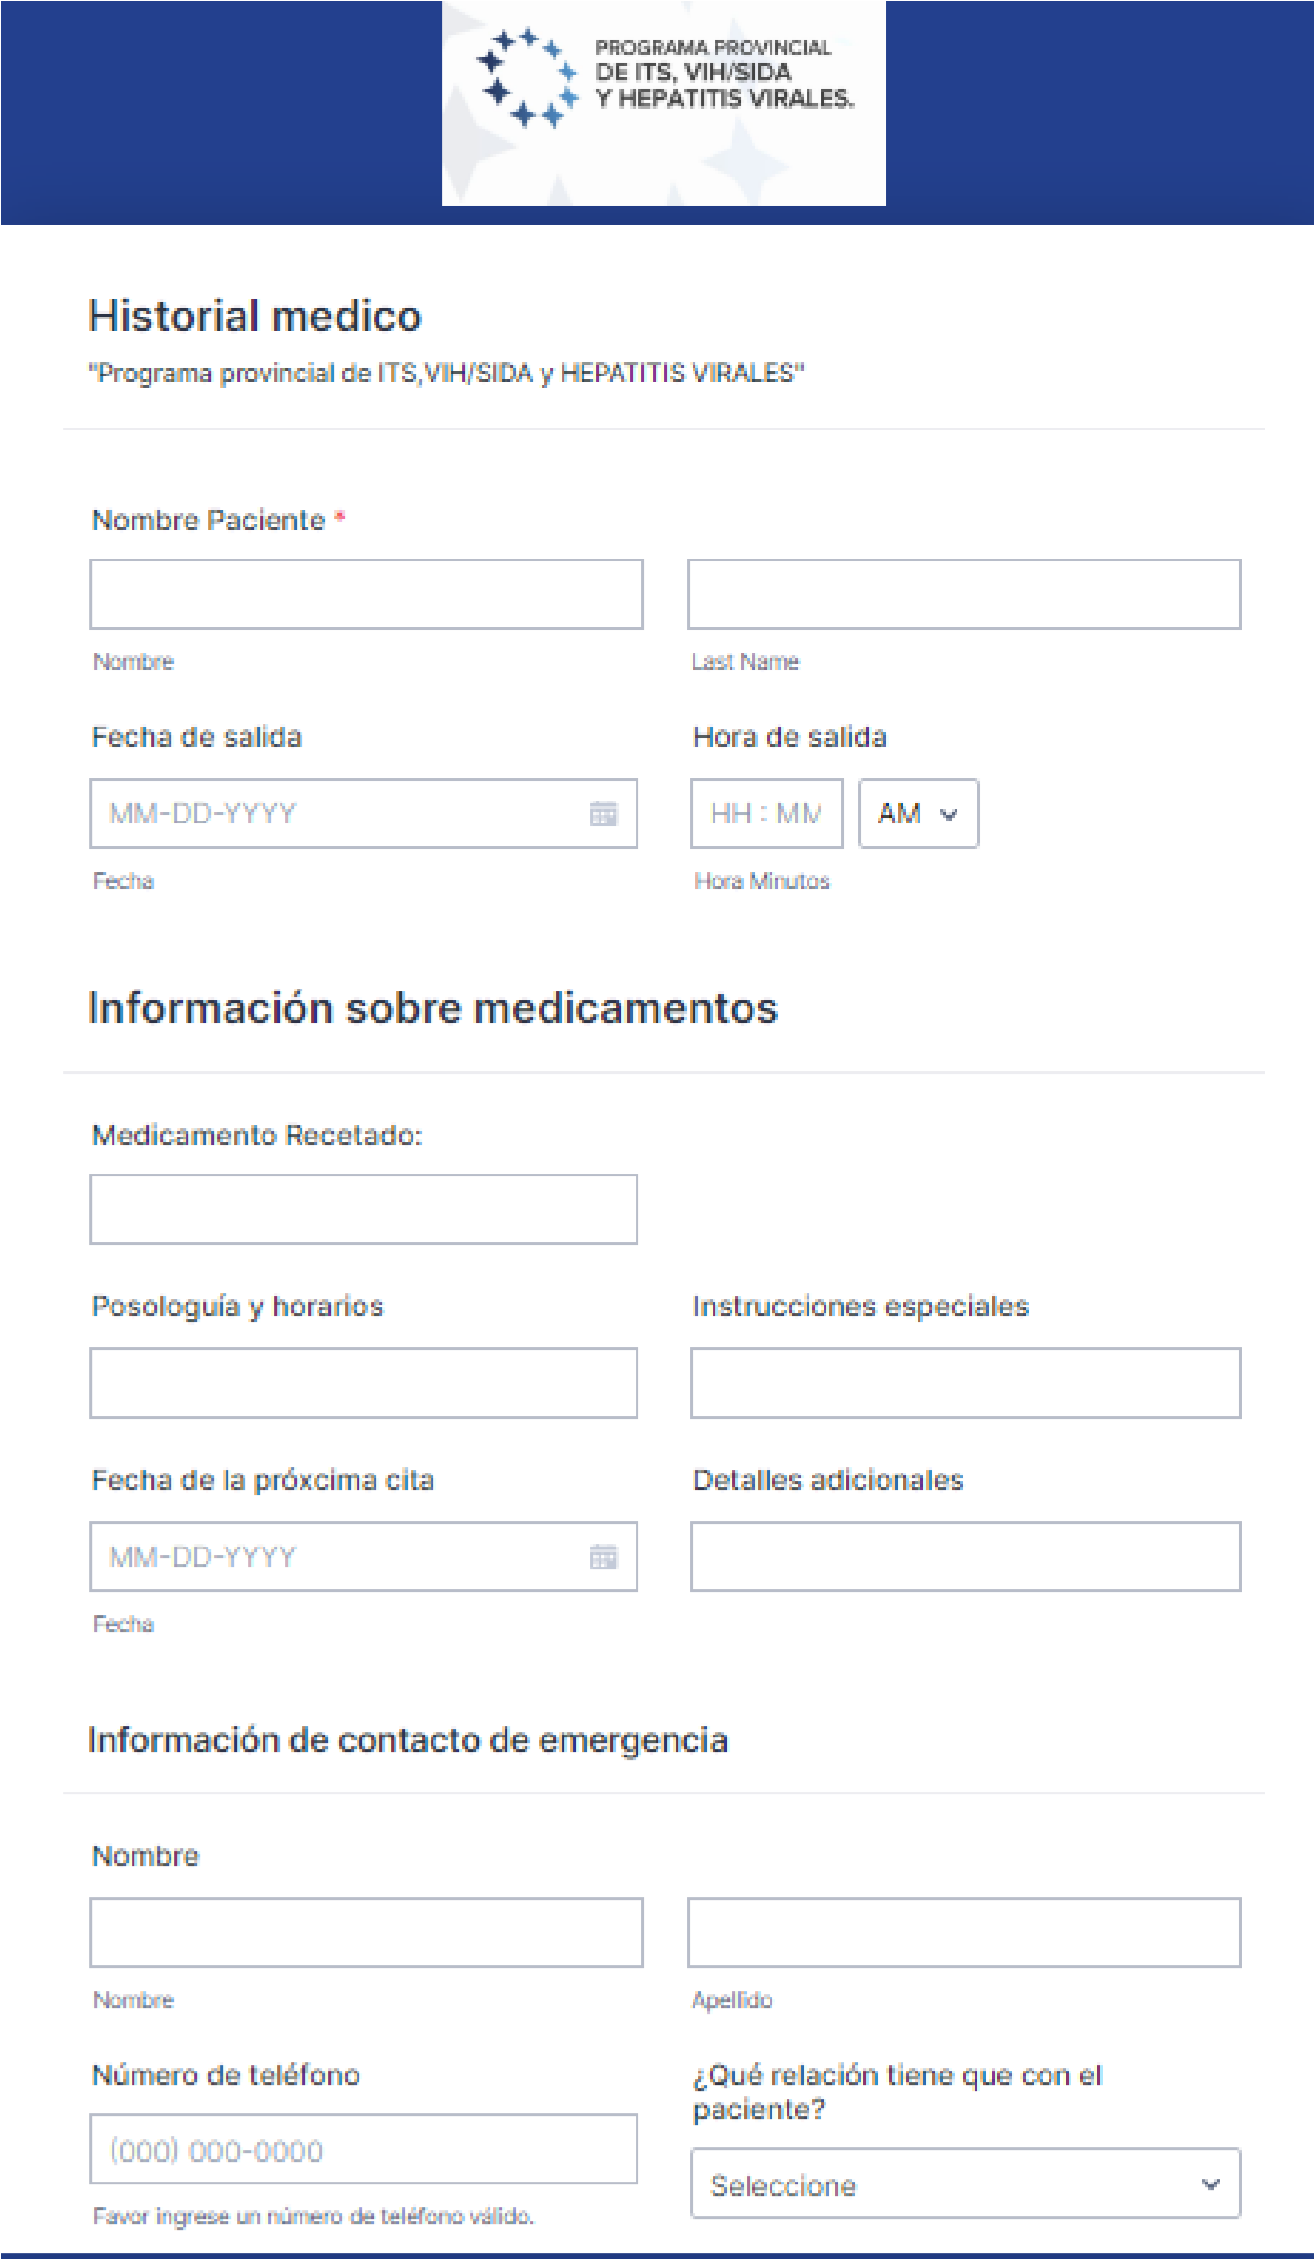 PROGRAMA PROVINCIAL
DE ITS, VIH/SIDA
Y HEPATITIS VIRALES.
Historial medico
"Programa provincial de ITS,VIH/SIDA y HEPATITIS VIRALES"
Nombre Paciente *
Nombre
Last Name
Fecha de salida
Hora de salida
MM-DD-YYYY
HH : MM
AM
Fecha
Hora Minutos
Información sobre medicamentos
Medicamento Recetado:
Posologuía y horarios
Instrucciones especiales
Fecha de la próxcima cita
Detalles adicionales
MM-DD-YYYY
Fecha
Información de contacto de emergencia
Nombre
Nombre
Apellido
Número de teléfono
¿Qué relación tiene que con el
paciente?
(000) 000-0000
Seleccione
Favor ingrese un número de teléfono válido.